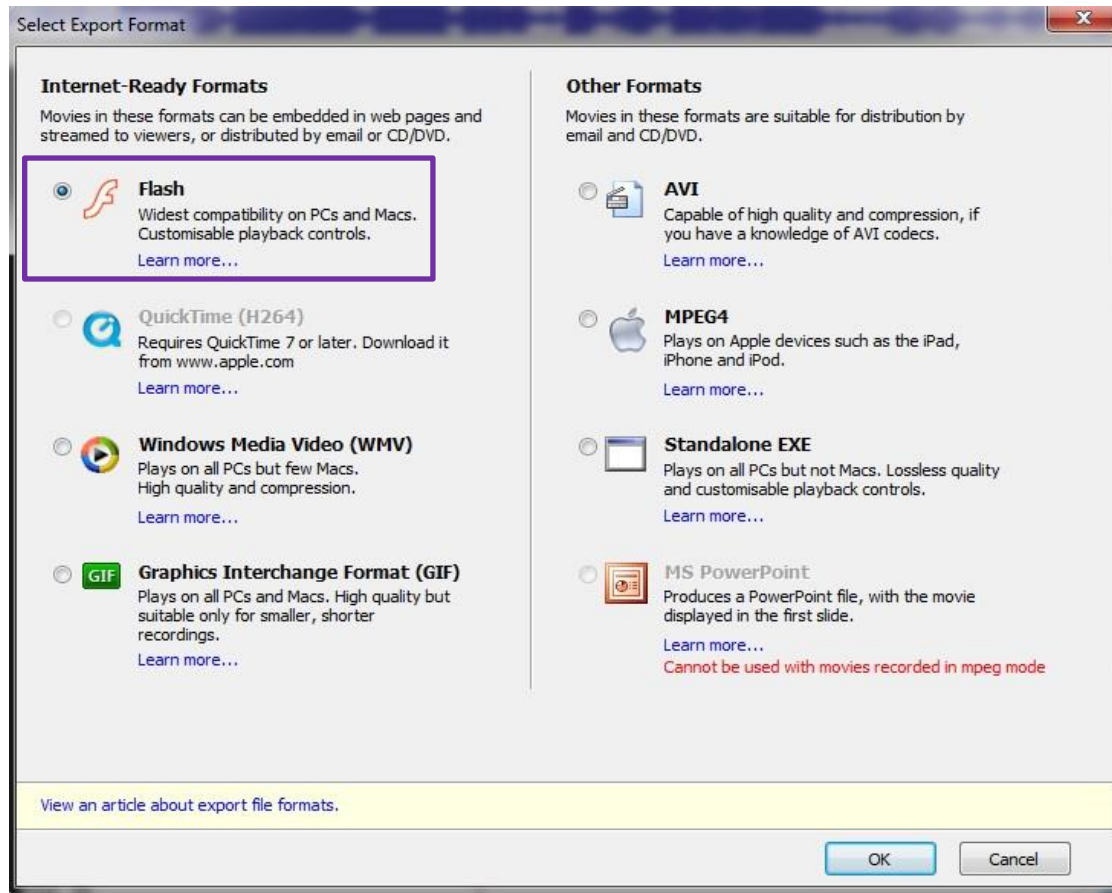 Select Export Format
Internet-Ready Formats
Movies in these formats can be embedded in web pages and
streamed to viewers, or distributed by email or CD/DVD.
Flash
Widest compatibility on PCs and Macs.
Customisable playback controls.
Learn more...
QuickTime (H264)
Requires QuickTime 7 or later. Download it
from www.apple.com
Learn more...
Windows Media Video (WMV)
Plays on all PCs but few Macs.
High quality and compression.
Learn more...
GIF
Graphics Interchange Format (GIF)
Plays on all PCs and Macs. High quality but
suitable only for smaller, shorter
recordings.
Learn more...
Other Formats
Movies in these formats are suitable for distribution by
email and CD/DVD.
AVI
Capable of high quality and compression, if
you have a knowledge of AVI codecs.
Learn more...
MPEG4
Plays on Apple devices such as the iPad,
iPhone and iPod.
Learn more...
Standalone EXE
Plays on all PCs but not Macs. Lossless quality
and customisable playback controls.
Learn more...
MS PowerPoint
Produces a PowerPoint file, with the movie
displayed in the first slide.
Learn more...
Cannot be used with movies recorded in mpeg mode
View an article about export file formats.
OK
Cancel